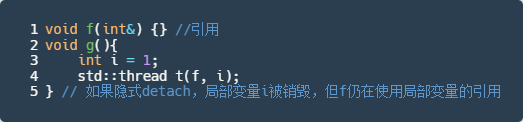 1 void f(int&) {} //引用
2 void g(){
3     int i = 1;
4     std::thread t(f, i);
5 } // 如果隐式detach，局部变量i被销毁，但f仍在使用局部变量的引用